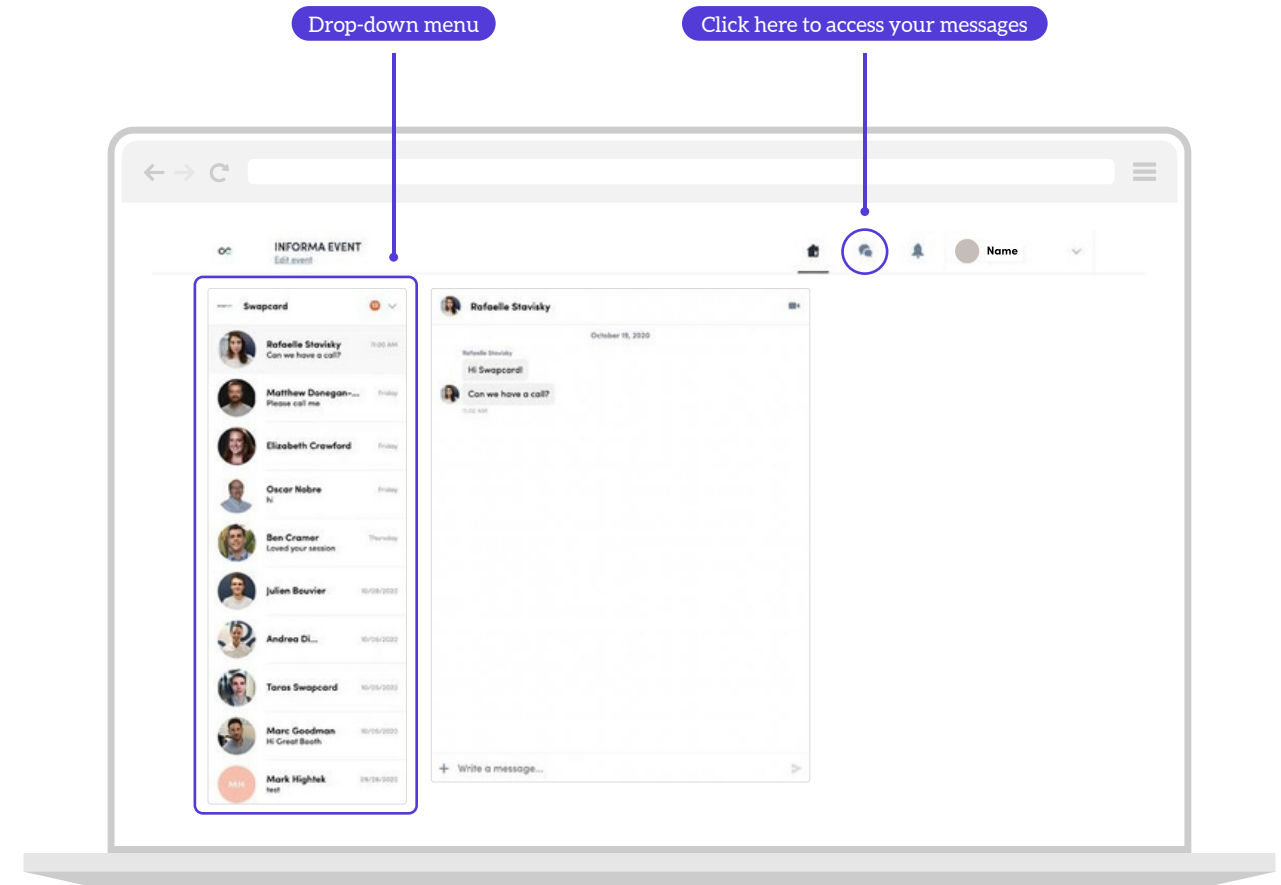 Drop-down menu
Click here to access your messages
INFORMA EVENT
Edit event
Name
Swapcard
Rafaelle Stavisky
11:00 AM
Can we have a call?
Matthew Donegan-...
Friday
Please call me
Elizabeth Crawford
Friday
Oscar Nobre
Friday
hi
Ben Cramer
Thursday
Loved your session
Julien Bouvier
Andrea Di...
Taras Swapcard
Marc Goodman
Hi Great Booth
MH
Mark Hightek
test
Rafaelle Stavisky
October 19, 2020
Rafaelle Stavisky
Hi Swapcard!
Can we have a call?
Write a message...